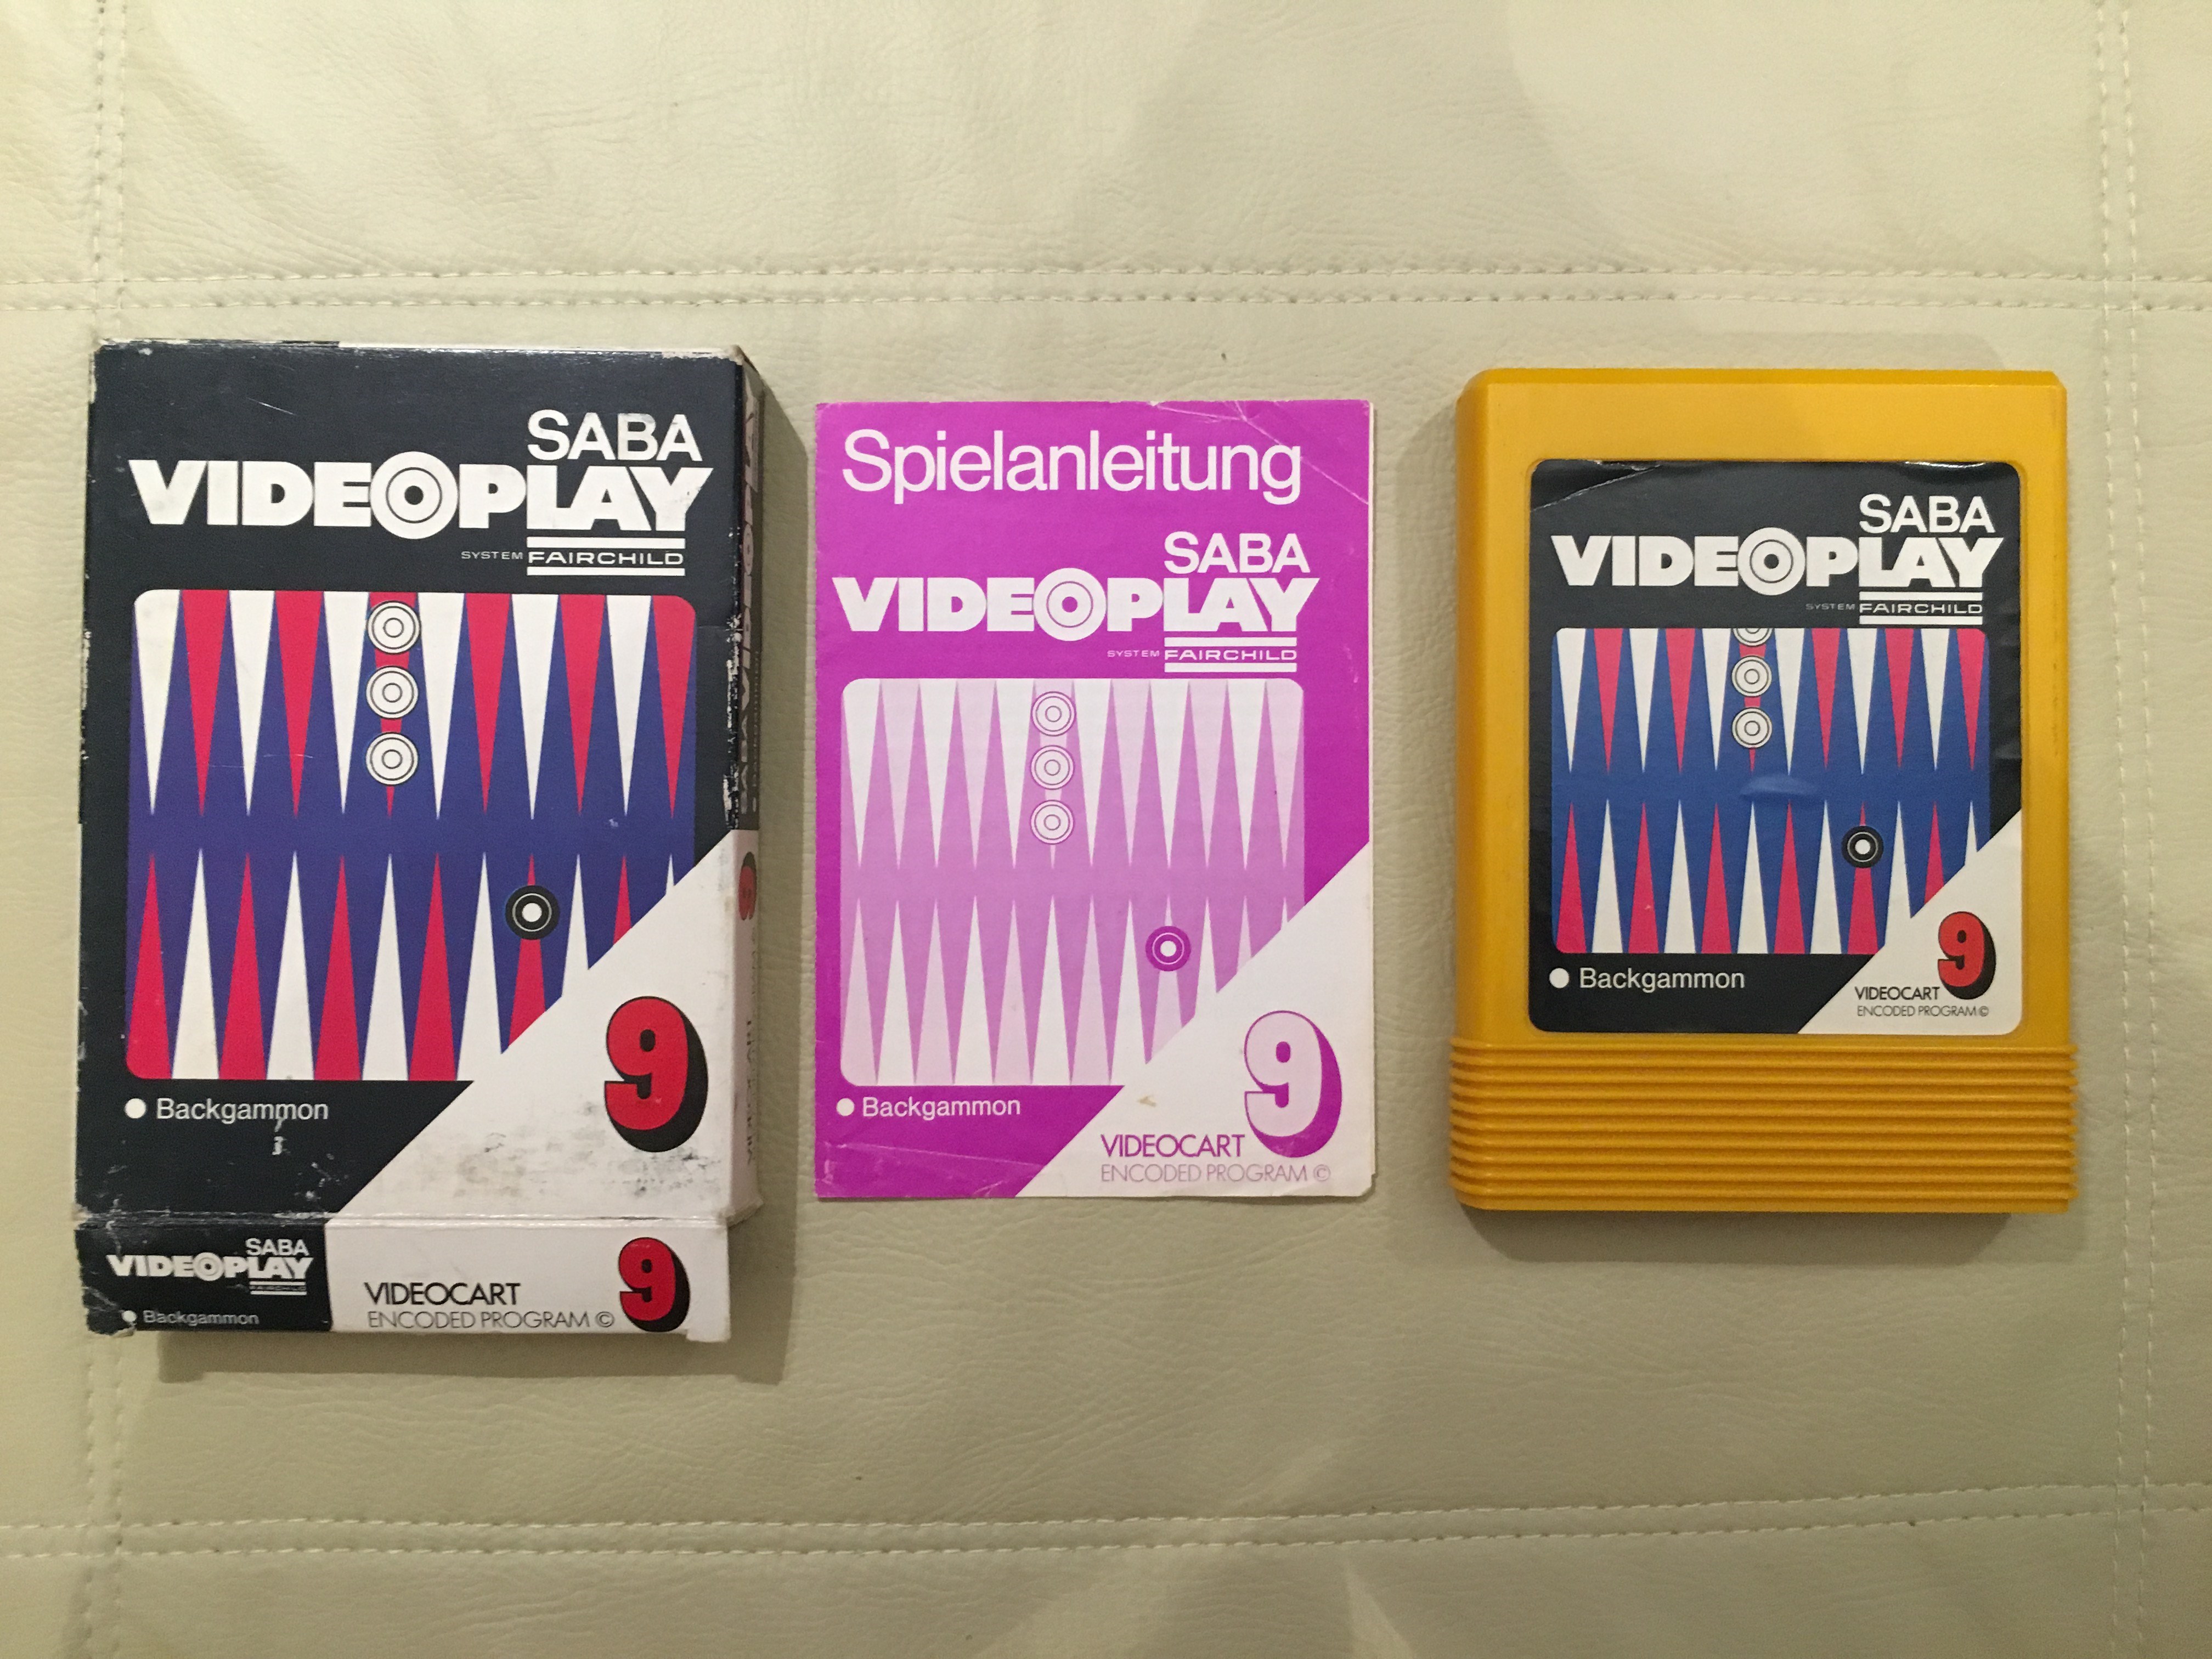 SABA
VIDEOPLAY
SYSTEM FAIRCHILD
Backgammon
9
SABA
VIDEOPLAY
FAIRCHILD
Backgammon
VIDEOCART
ENCODED PROGRAM ©
9
Spielanleitung
SABA
VIDEOPLAY
SYSTEM FAIRCHILD
Backgammon
9
VIDEOCART
ENCODED PROGRAM ©
SABA
VIDEOPLAY
SYSTEM FAIRCHILD
Backgammon
9
VIDEOCART
ENCODED PROGRAM ©